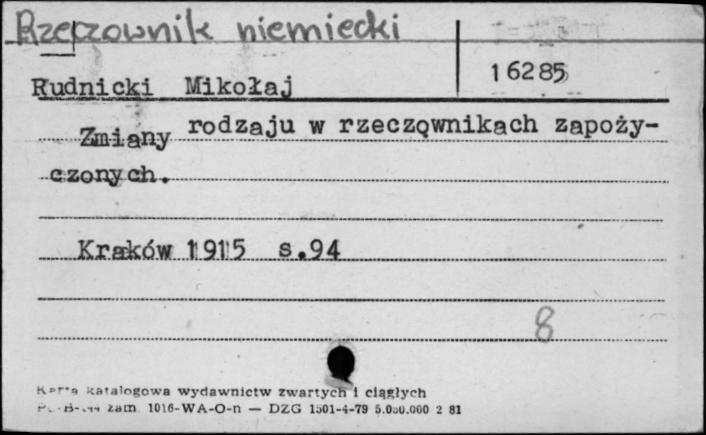 Rzeczownik niemiecki
16285
Rudnicki Mikołaj
Zmiany rodzaju w rzeczownikach zapoży-
czonych.
Kraków 1915 s.94
8
Karta katalogowa wydawnictw zwartych i ciągłych
zam. 1016-WA-O-n — DZG 1501-4-79 5.000.000 2 81